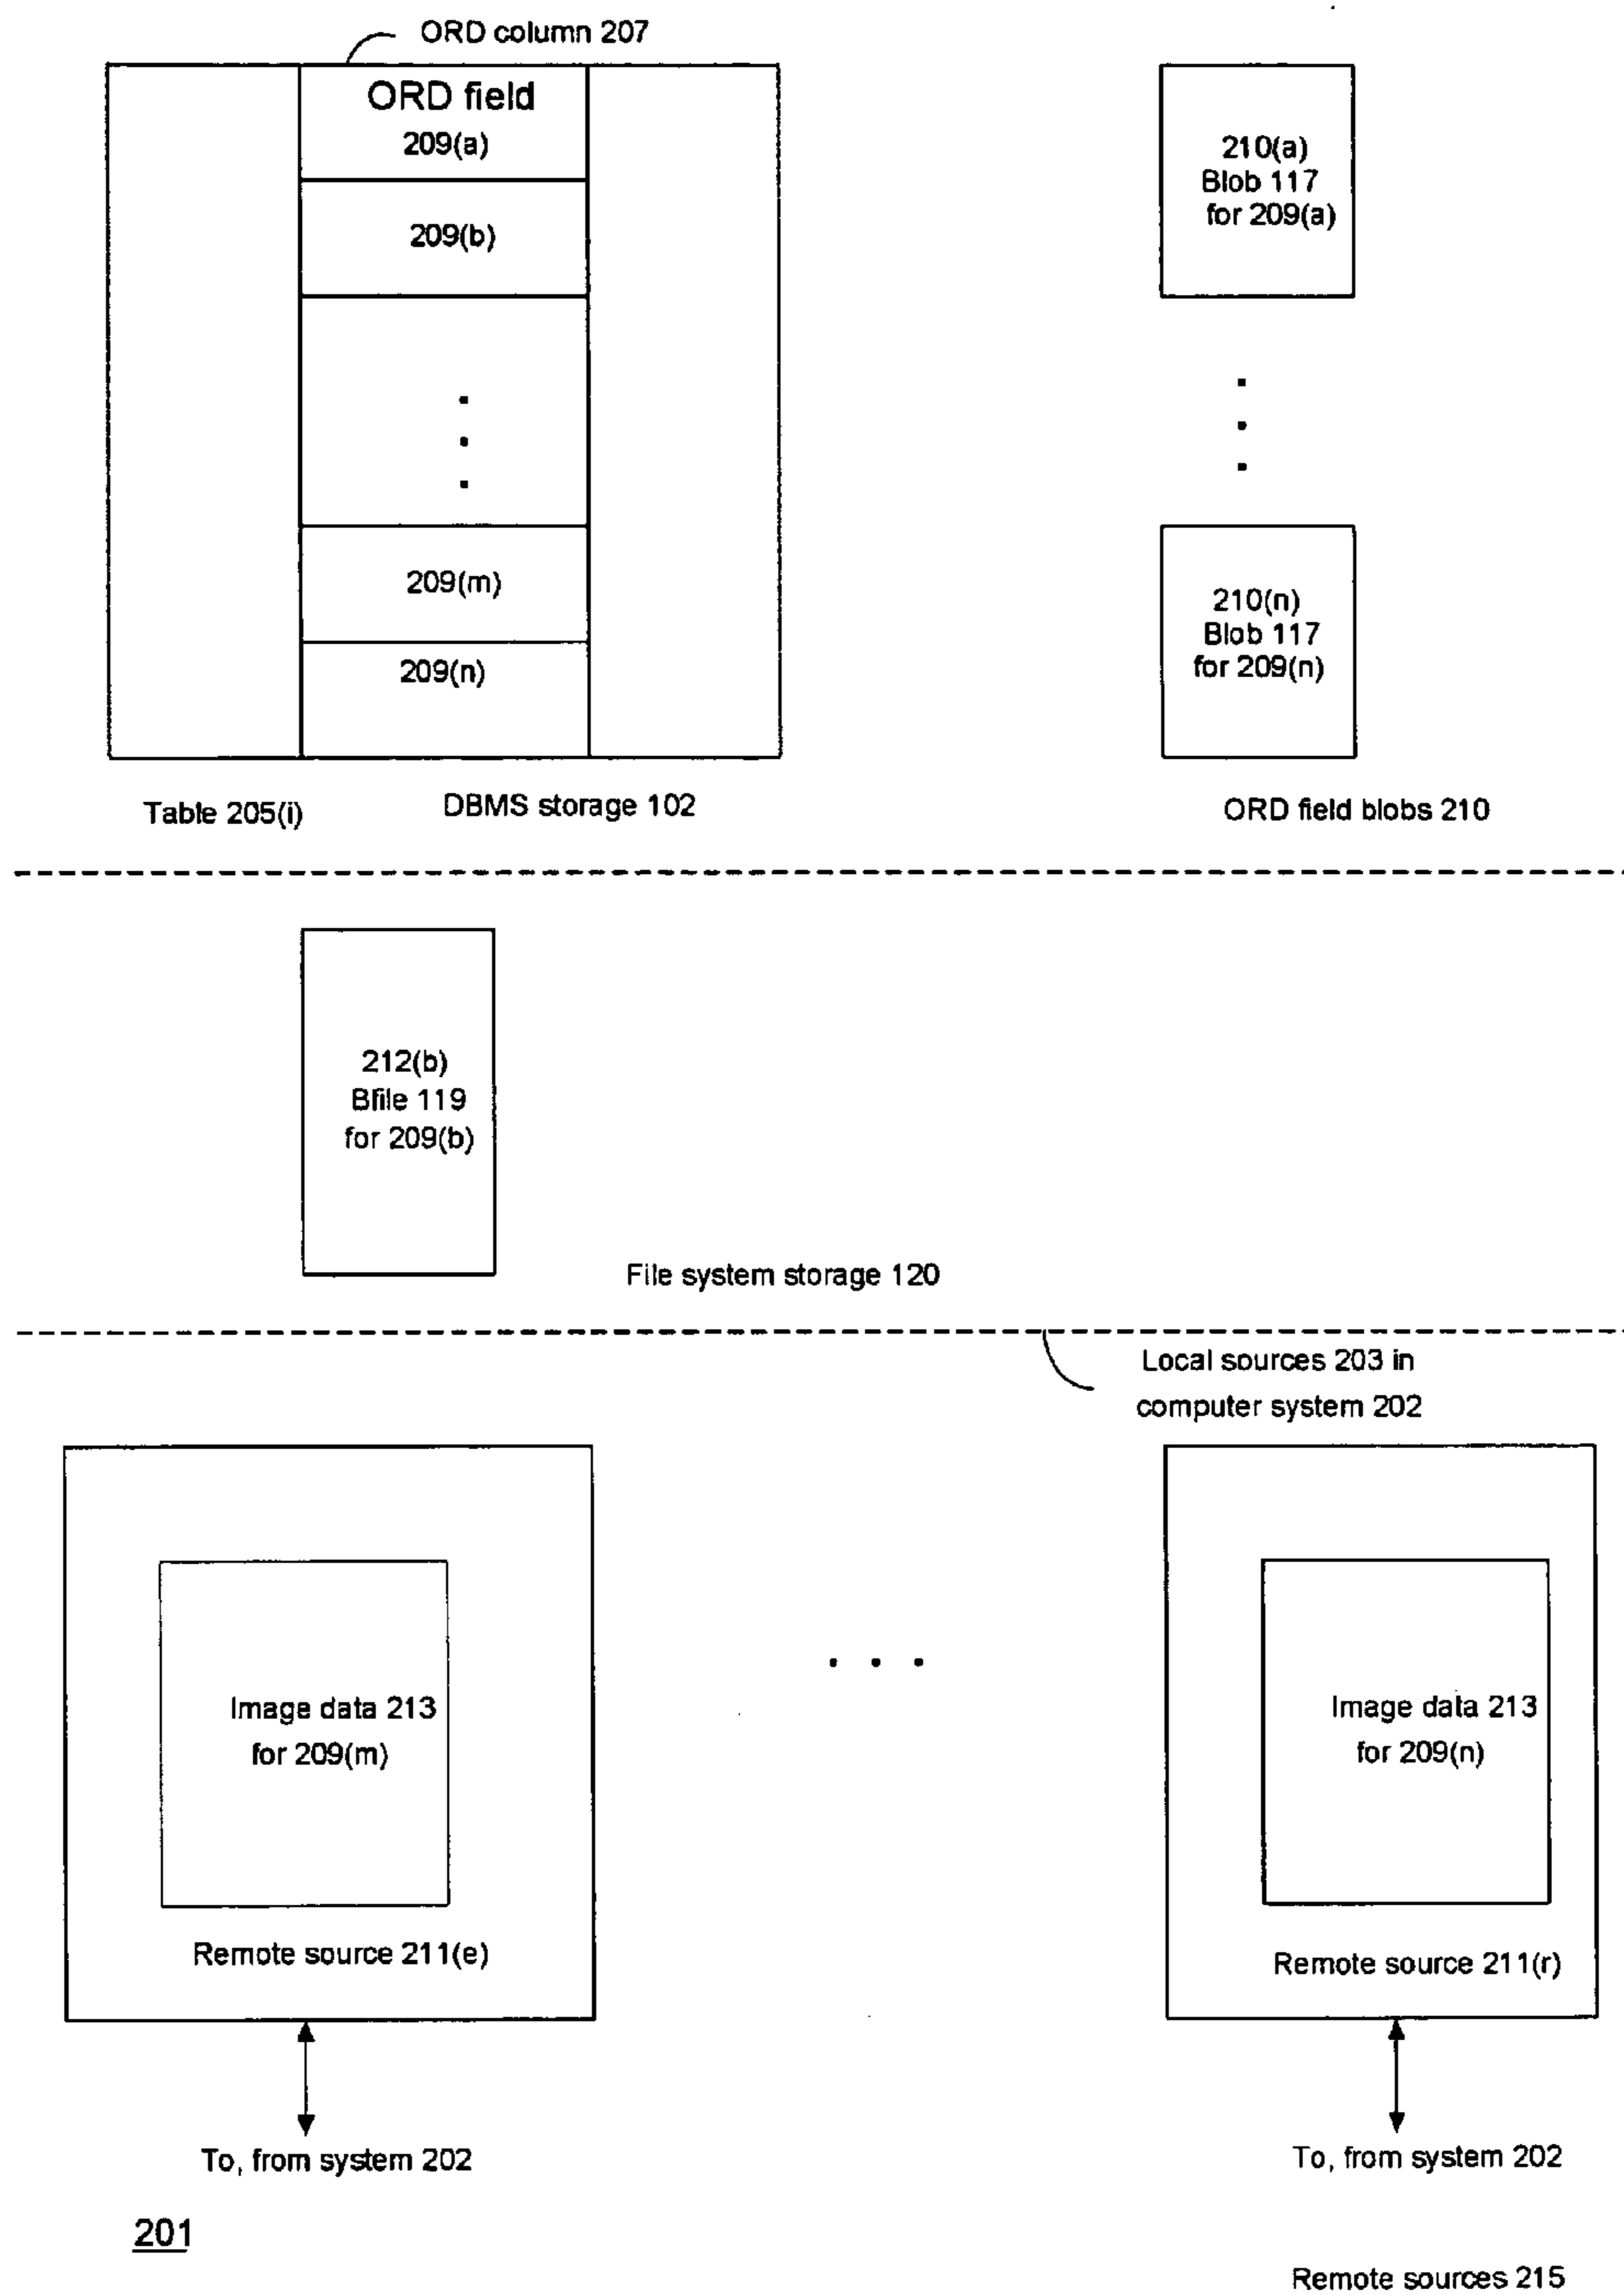 ORD column 207
ORD field
209(a)
209(b)
209(m)
209(n)
210(a)
Blob 117
for 209(a)
210(n)
Blob 117
for 209(n)
Table 205(i)
DBMS storage 102
ORD field blobs 210
212(b)
Bfile 119
for 209(b)
File system storage 120
Local sources 203 in
computer system 202
Image data 213
for 209(m)
Remote source 211(e)
To, from system 202
Image data 213
for 209(n)
Remote source 211(r)
To, from system 202
201
Remote sources 215